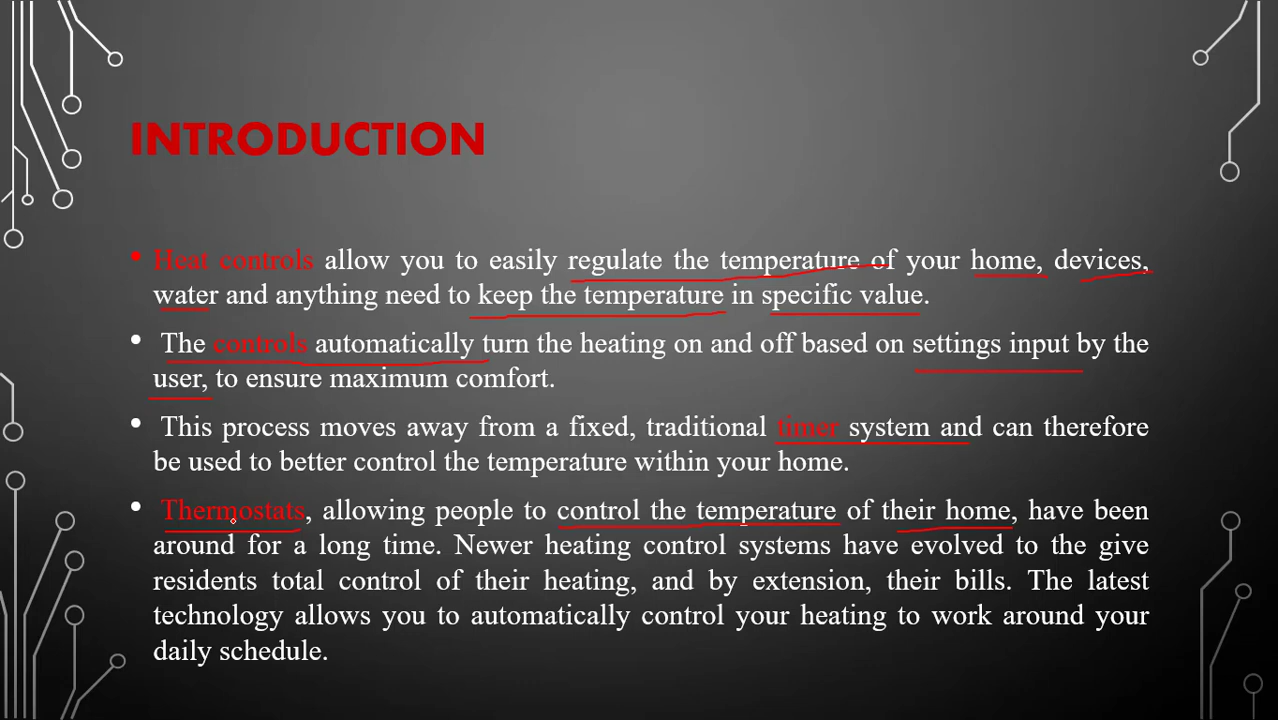 INTRODUCTION
• Heat controls allow you to easily regulate the temperature of your home, devices,
water and anything need to keep the temperature in specific value.
• The controls automatically turn the heating on and off based on settings input by the
user, to ensure maximum comfort.
• This process moves away from a fixed, traditional timer system and can therefore
be used to better control the temperature within your home.
• Thermostats, allowing people to control the temperature of their home, have been
around for a long time. Newer heating control systems have evolved to the give
residents total control of their heating, and by extension, their bills. The latest
technology allows you to automatically control your heating to work around your
daily schedule.